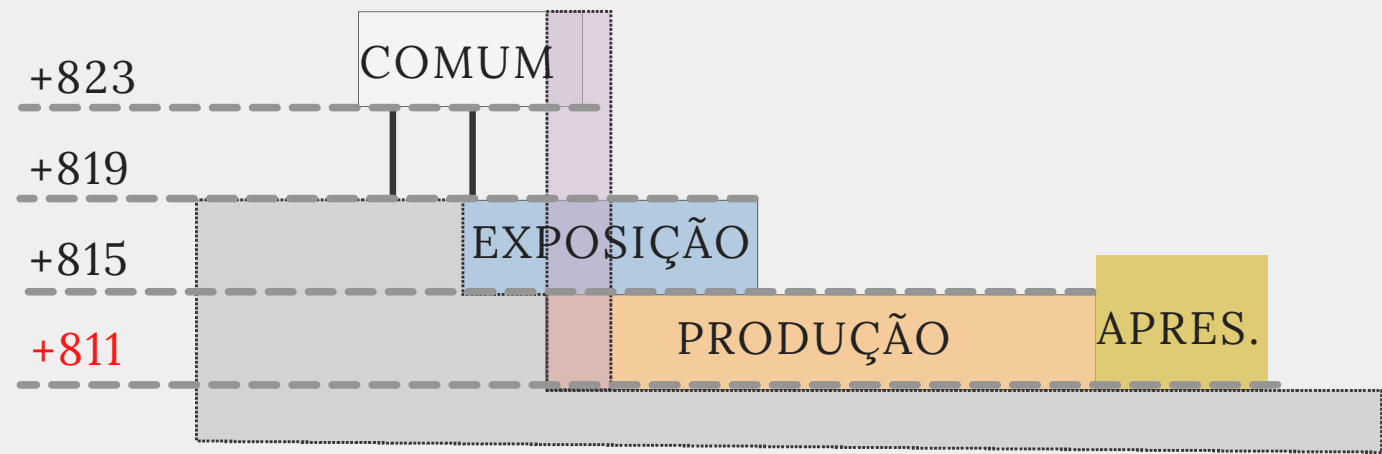 COMUM
+823
+819
EXPOSIÇÃO
+815
PRODUÇÃO
APRES.
+811